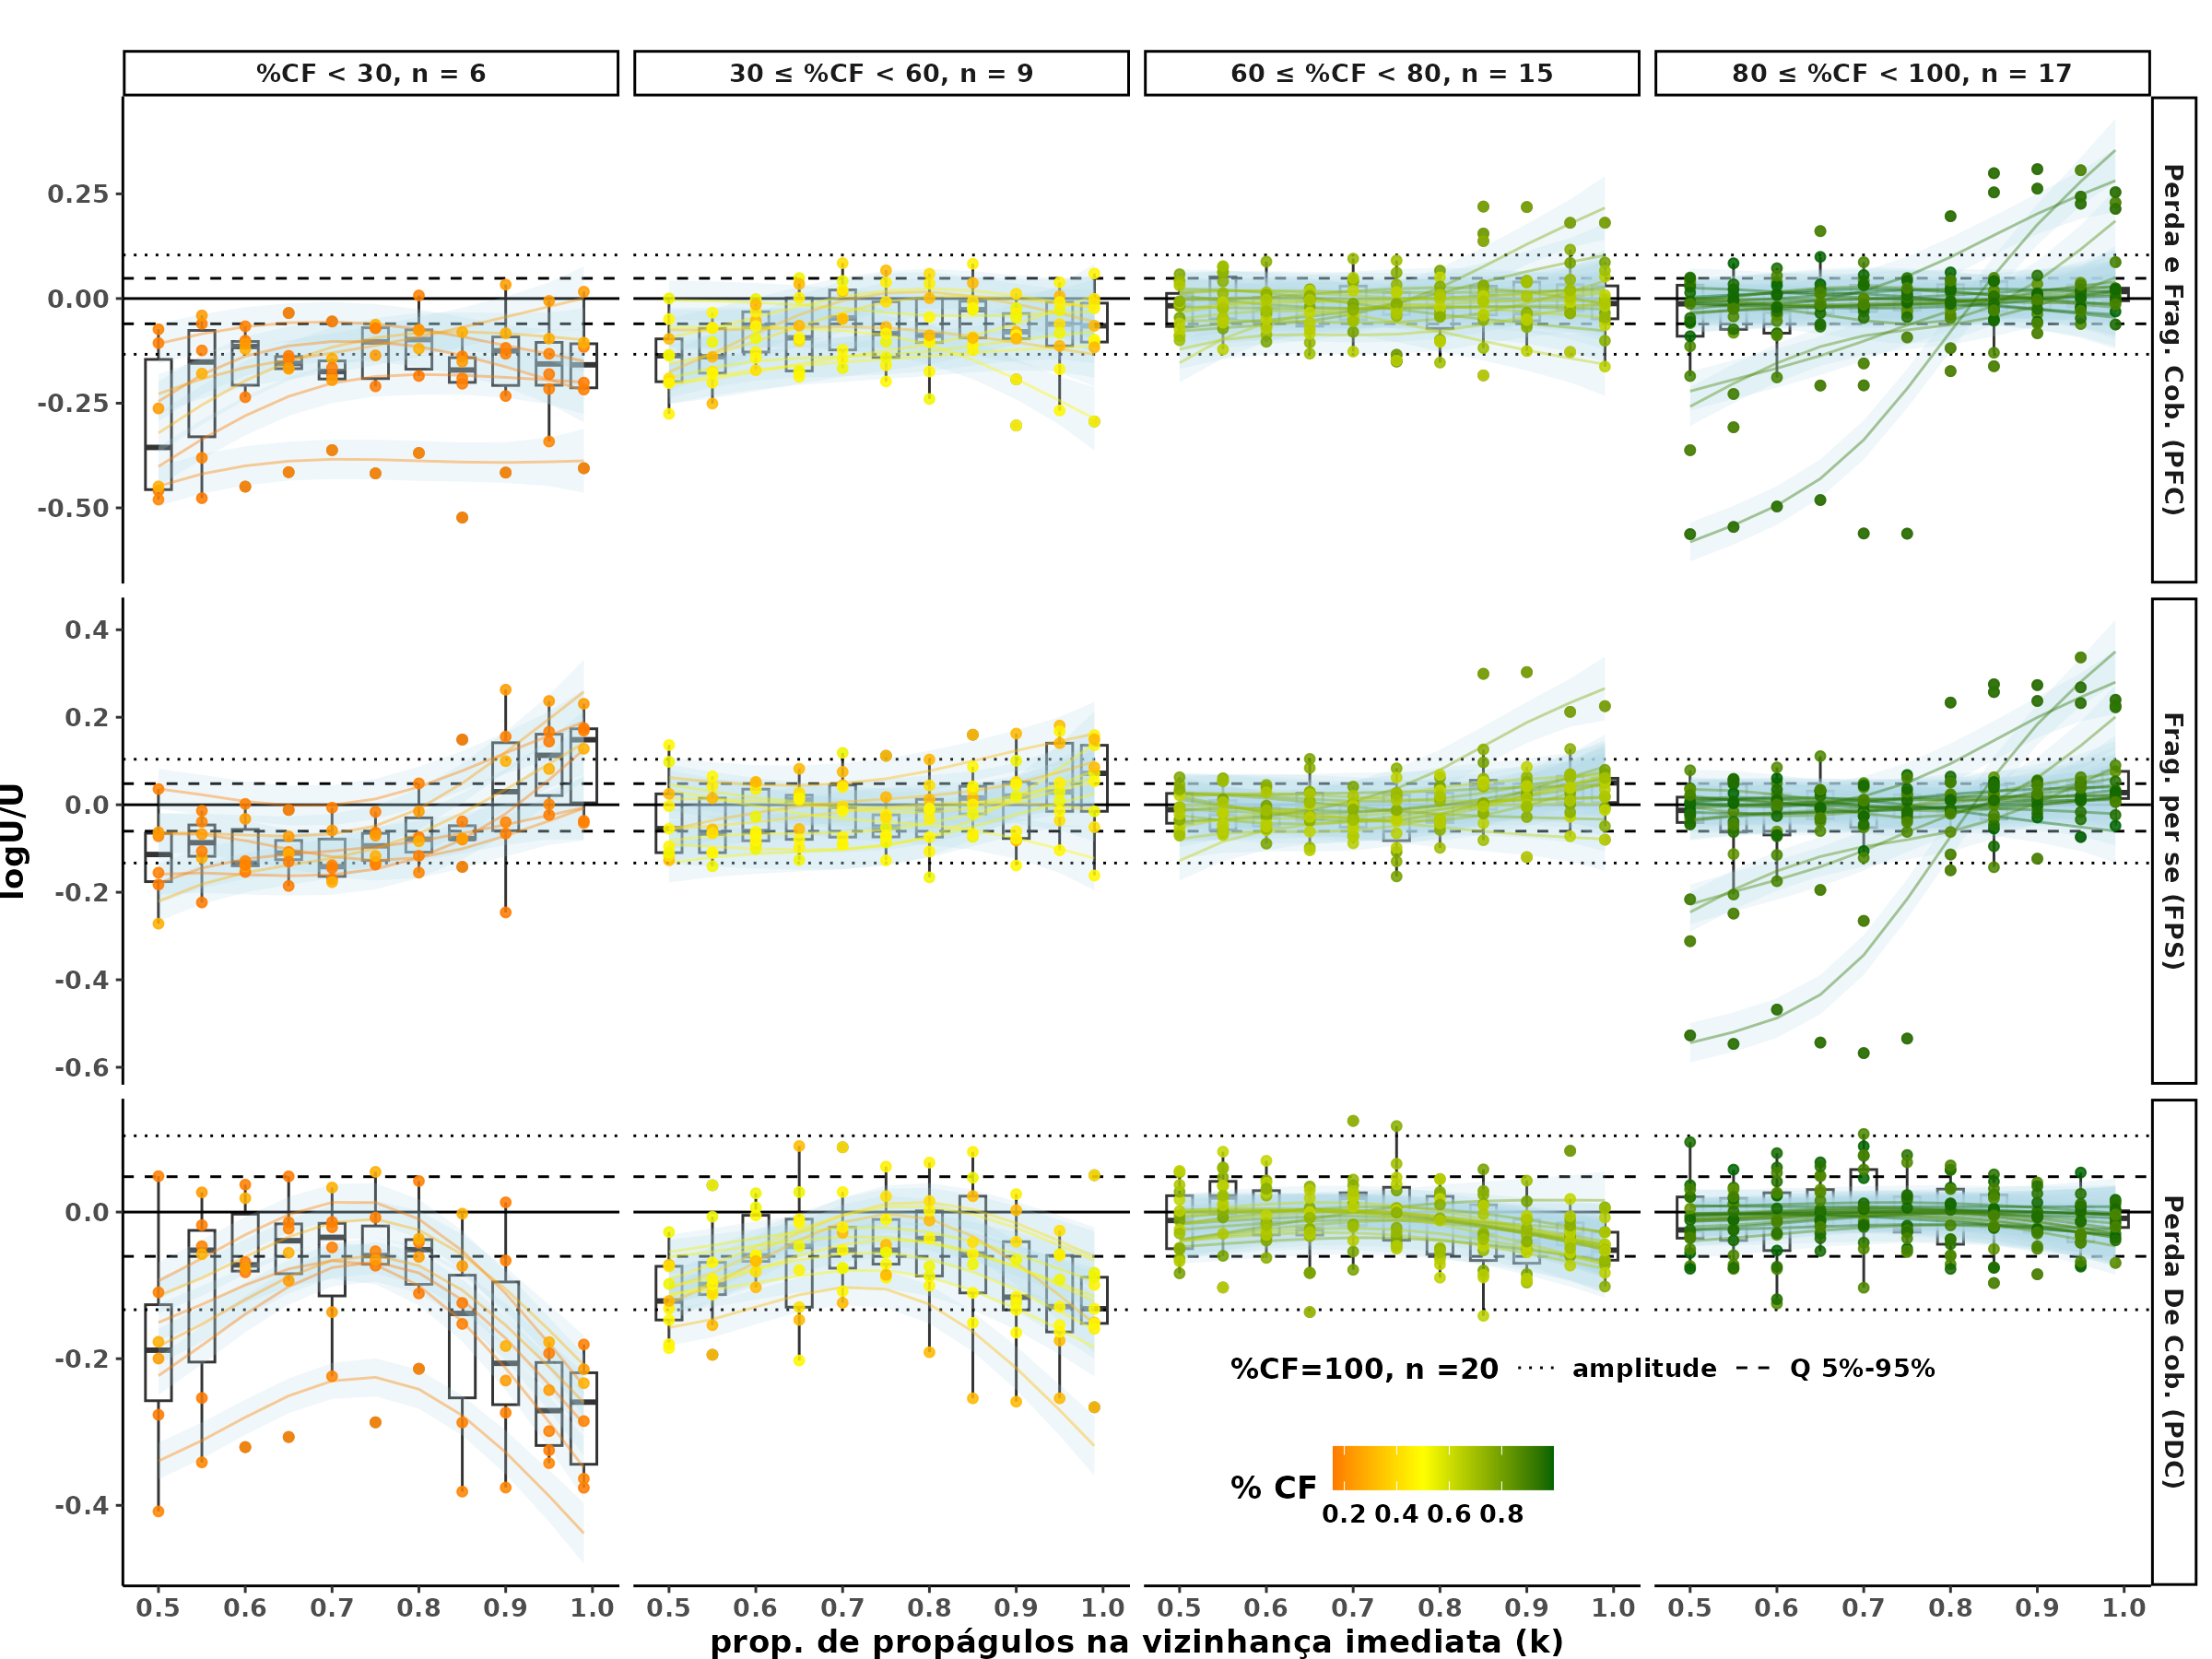 %CF < 30, n = 6
30 ≤ %CF < 60, n = 9
60 ≤ %CF < 80, n = 15
80 ≤ %CF < 100, n = 17
0.25
0.00
-0.25
-0.50
Perda e Frag. Cob. (PFC)
0.4
0.2
0.0
-0.2
-0.4
-0.6
Frag. per se (FPS)
logU/U
0.0
-0.2
-0.4
Perda De Cob. (PDC)
%CF=100, n =20 amplitude Q 5%-95%
% CF
0.2 0.4 0.6 0.8
0.5 0.6 0.7 0.8 0.9 1.0
0.5 0.6 0.7 0.8 0.9 1.0
0.5 0.6 0.7 0.8 0.9 1.0
0.5 0.6 0.7 0.8 0.9 1.0
prop. de propágulos na vizinhança imediata (k)